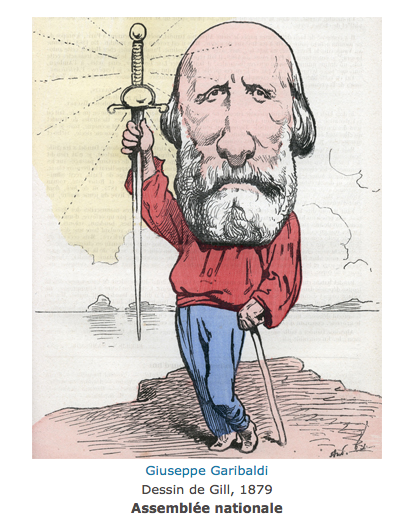 Giuseppe Garibaldi
Dessin de Gill, 1879
Assemblée nationale